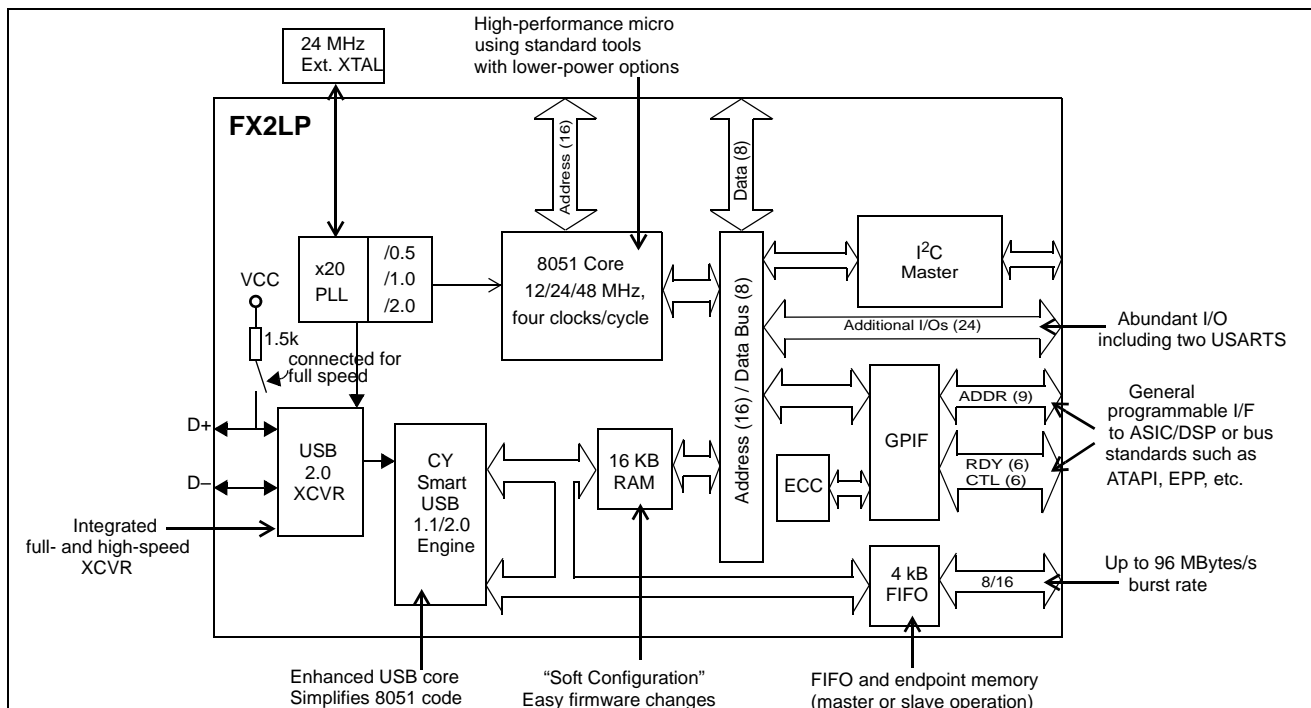 High-performance micro
using standard tools
with lower-power options
24 MHz
Ext. XTAL
FX2LP
Address (16)
Data (8)
x20
PLL
/0.5
/1.0
/2.0
8051 Core
12/24/48 MHz,
four clocks/cycle
I²C
Master
VCC
1.5k
connected for
full speed
Address (16) / Data Bus (8)
Additional I/Os (24)
Abundant I/O
including two USARTS
D+
D–
USB
2.0
XCVR
CY
Smart
USB
1.1/2.0
Engine
16 KB
RAM
ECC
GPIF
ADDR (9)
RDY (6)
CTL (6)
General
programmable I/F
to ASIC/DSP or bus
standards such as
ATAPI, EPP, etc.
Integrated
full- and high-speed
XCVR
4 kB
FIFO
8/16
Up to 96 MBytes/s
burst rate
Enhanced USB core
Simplifies 8051 code
“Soft Configuration”
Easy firmware changes
FIFO and endpoint memory
(master or slave operation)